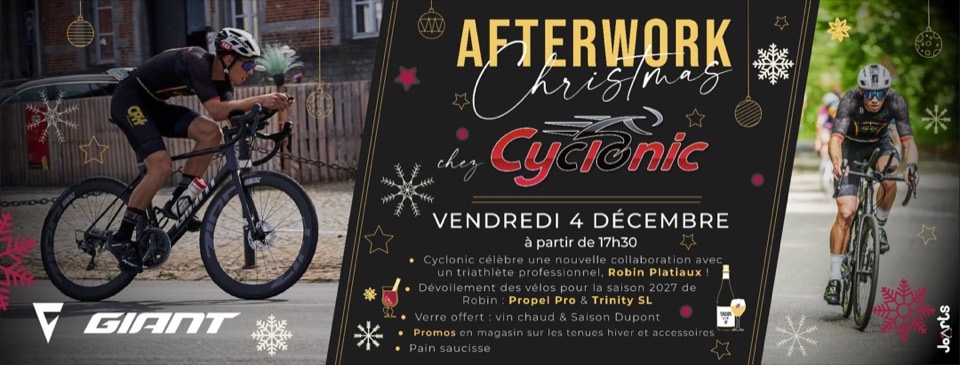 AFTERWORK
Christmas
chez Cyclonic
VENDREDI 4 DÉCEMBRE
à partir de 17h30
Cyclonic célèbre une nouvelle collaboration avec
un triathlète professionnel, Robin Platiaux !
Dévoilement des vélos pour la saison 2027 de
Robin : Propel Pro & Trinity SL
Verre offert : vin chaud & Saison Dupont
Promos en magasin sur les tenues hiver et accessoires
Pain saucisse
GIANT
JoArts